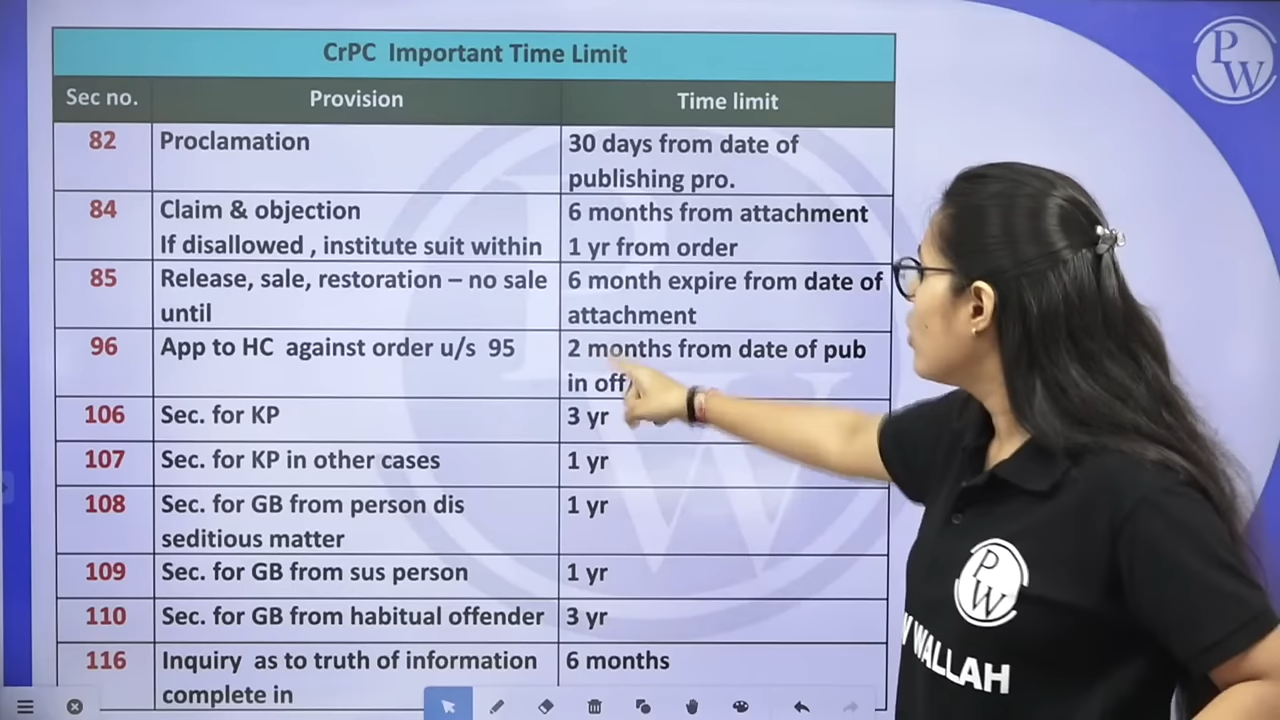 CrPC Important Time Limit
Sec no. Provision Time limit
82 Proclamation 30 days from date of
publishing pro.
84 Claim & objection 6 months from attachment
If disallowed , institute suit within 1 yr from order
85 Release, sale, restoration – no sale 6 month expire from date of
until attachment
96 App to HC against order u/s 95 2 months from date of pub
in off
106 Sec. for KP 3 yr
107 Sec. for KP in other cases 1 yr
108 Sec. for GB from person dis 1 yr
seditious matter
109 Sec. for GB from sus person 1 yr
110 Sec. for GB from habitual offender 3 yr
116 Inquiry as to truth of information 6 months
complete in
PW
PW
WALLAH